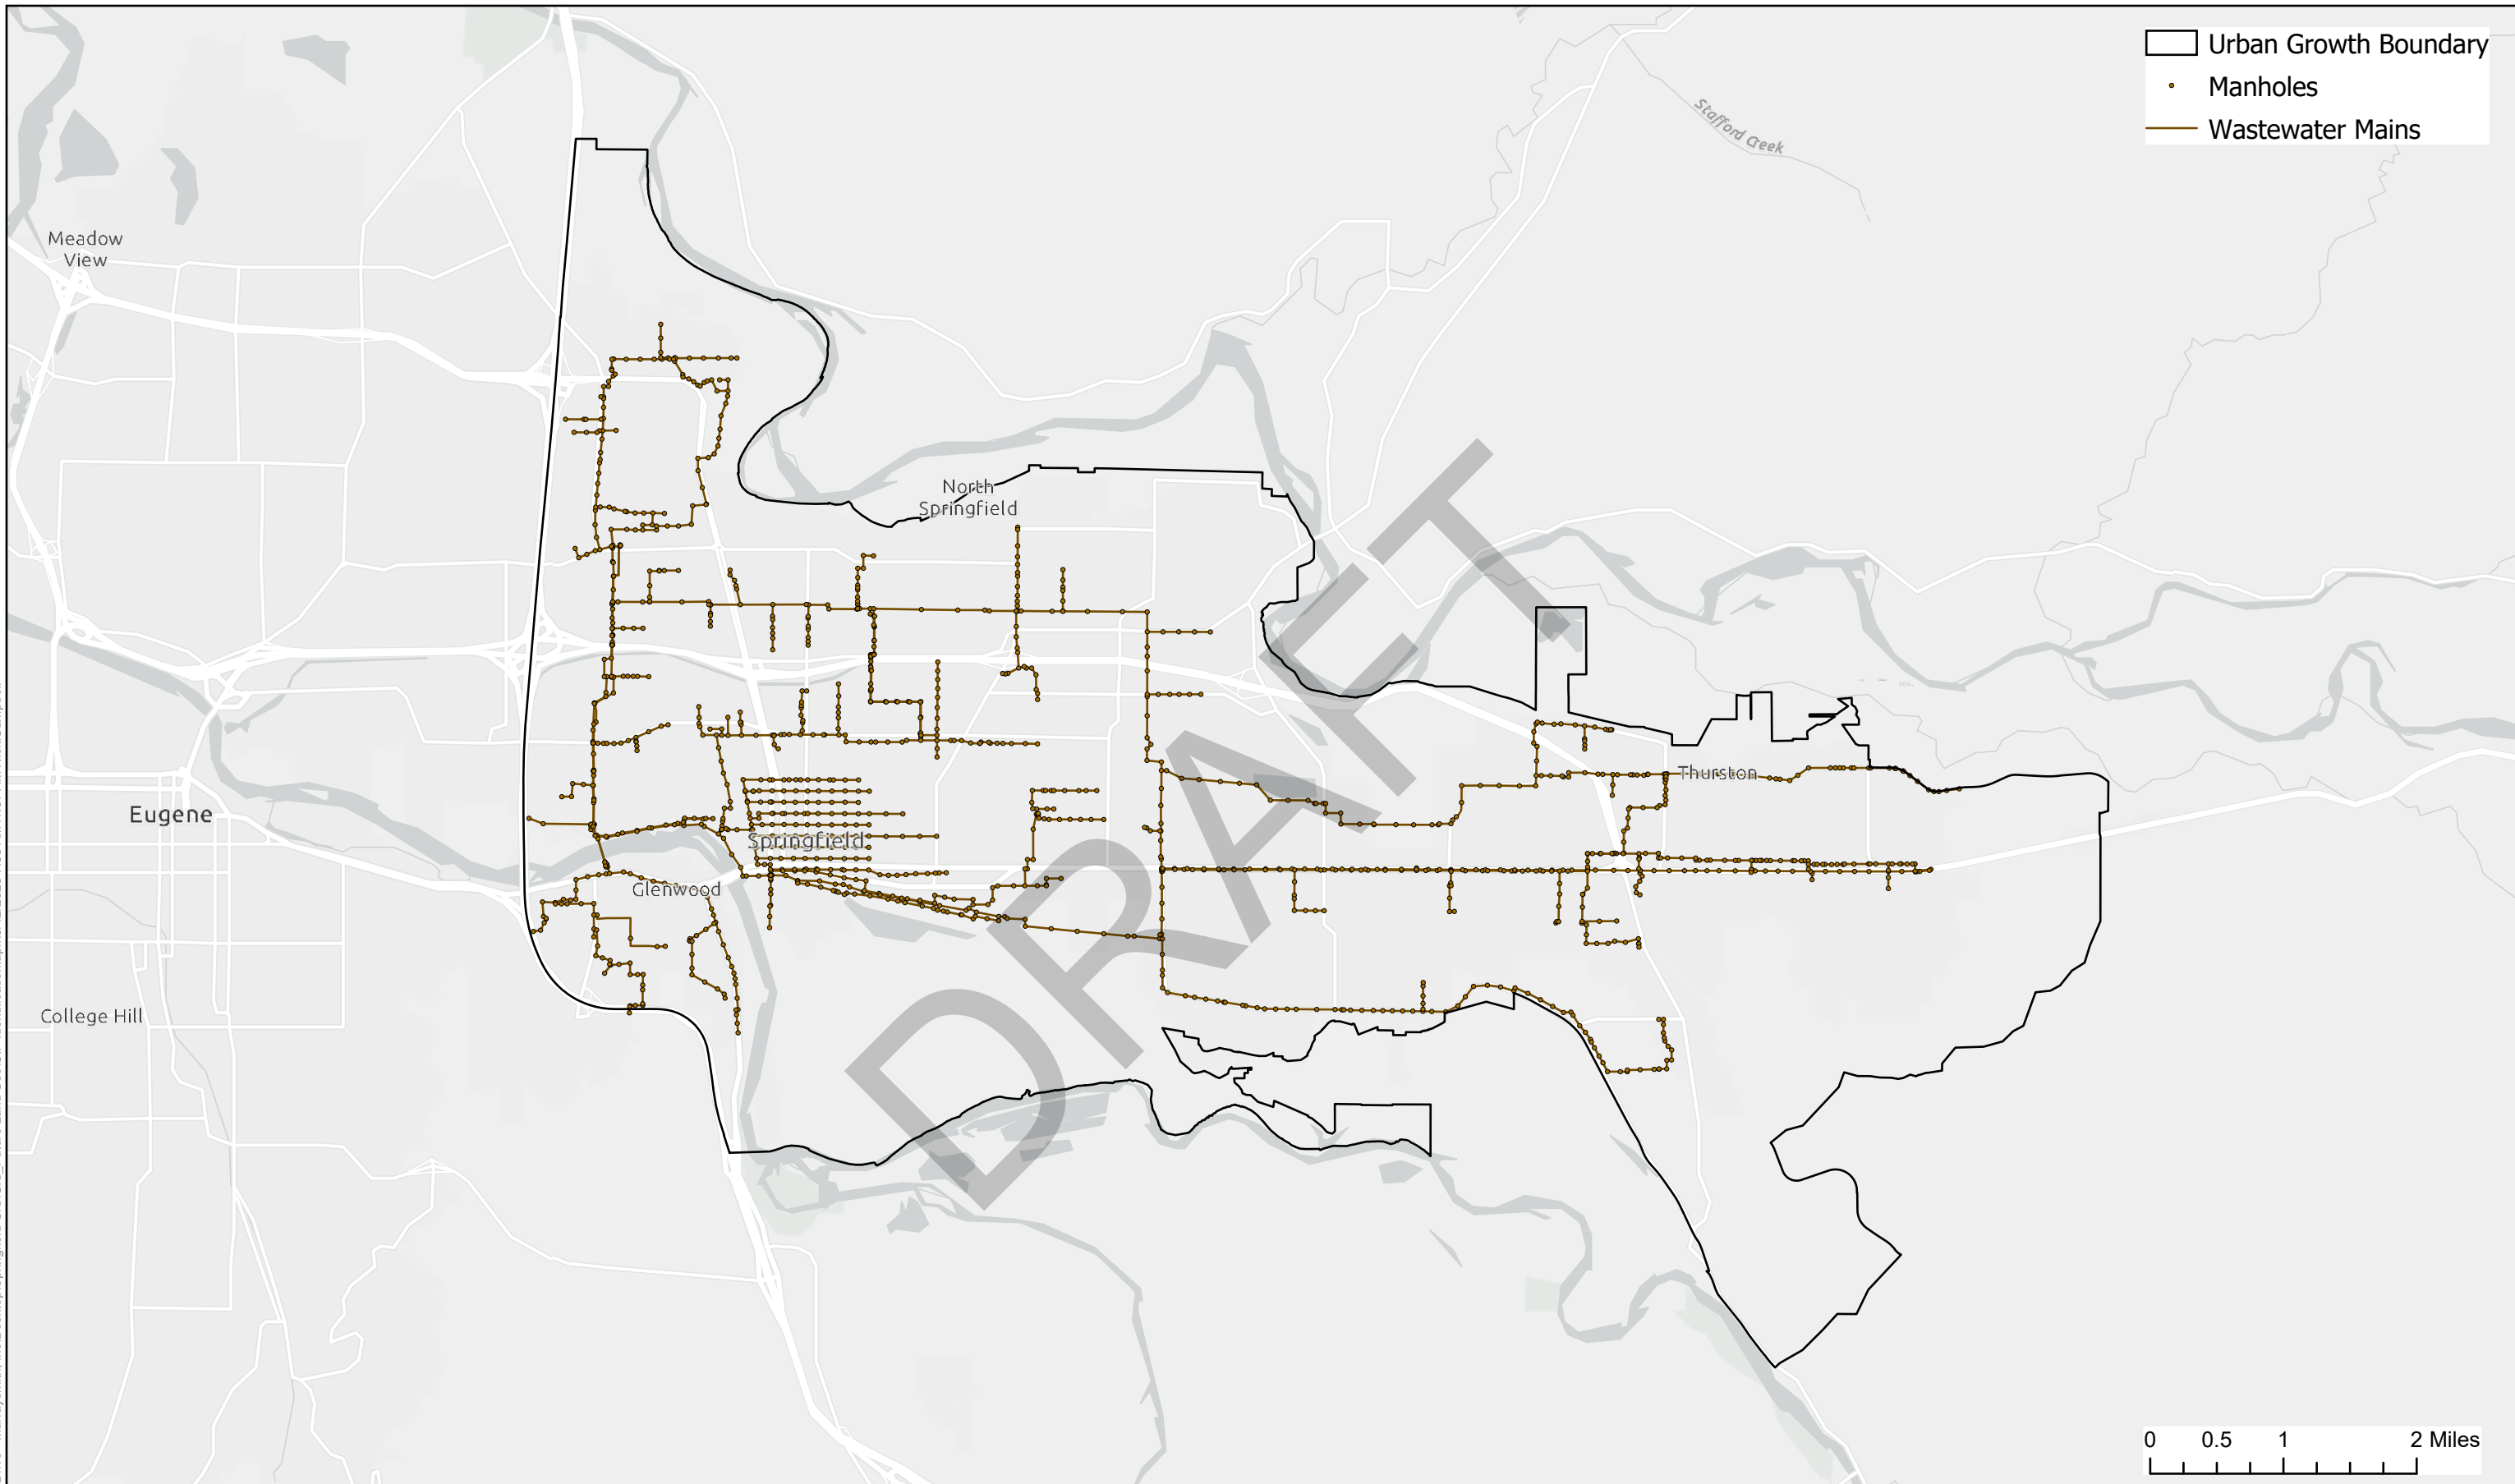 Urban Growth Boundary
Manholes
Wastewater Mains
Stafford Creek
Meadow
View
North
Springfield
Thurston
Eugene
Springfield
Glenwood
College Hill
DRAFT
0 0.5 1 2 Miles